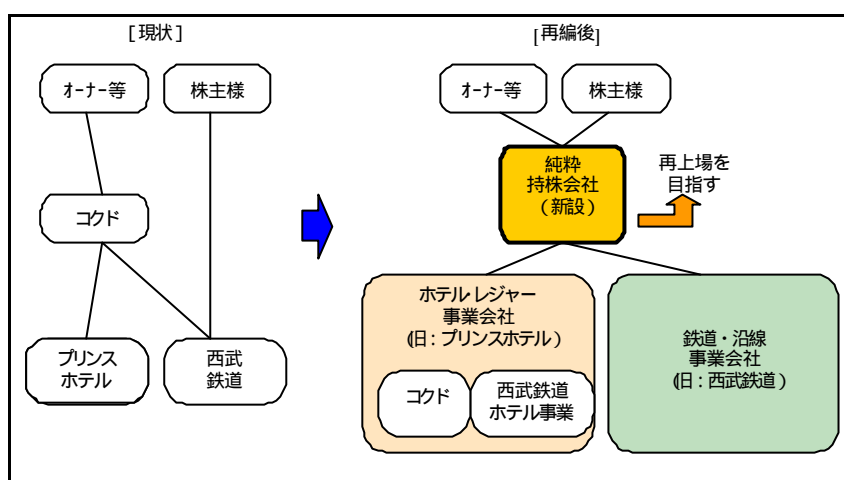 [現状]
[再編後]
ｵｰﾅｰ等
株主様
ｵｰﾅｰ等
株主様
純粋
持株会社
(新設)
再上場を
目指す
コクド
ホテル・レジャー
事業会社
(旧：プリンスホテル)
鉄道・沿線
事業会社
(旧：西武鉄道)
プリンス
ホテル
西武
鉄道
コクド
西武鉄道
ホテル事業